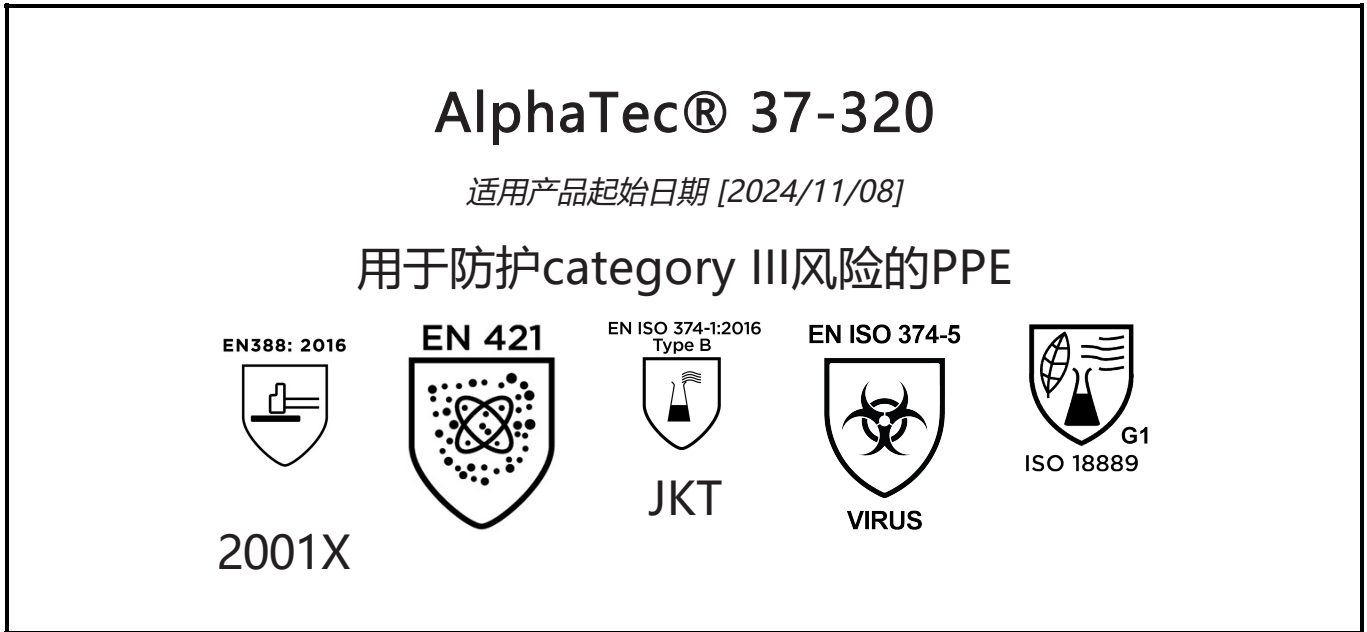 AlphaTec® 37-320
适用产品起始日期 [2024/11/08]
用于防护category III风险的PPE
EN388: 2016
2001X
EN 421
EN ISO 374-1:2016
Type B
JKT
EN ISO 374-5
VIRUS
G1
ISO 18889